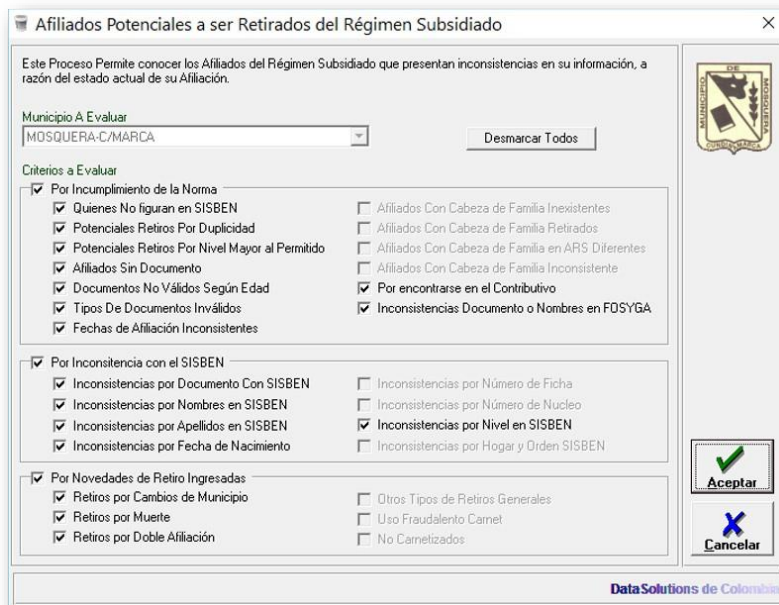 Afiliados Potenciales a ser Retirados del Régimen Subsidiado
Este Proceso Permite conocer los Afiliados del Régimen Subsidiado que presentan inconsistencias en su información, a
razón del estado actual de su Afiliación.
Municipio A Evaluar
MOSQUERA-C/MARCA
Desmarcar Todos
Criterios a Evaluar
Por Incumplimiento de la Norma
Quienes No figuran en SISBEN
Potenciales Retiros Por Duplicidad
Potenciales Retiros Por Nivel Mayor al Permitido
Afiliados Sin Documento
Documentos No Válidos Según Edad
Tipos De Documentos Inválidos
Fechas de Afiliación Inconsistentes
Afiliados Con Cabeza de Familia Inexistentes
Afiliados Con Cabeza de Familia Retirados
Afiliados Con Cabeza de Familia en ARS Diferentes
Afiliados Con Cabeza de Familia Inconsistente
Por encontrarse en el Contributivo
Inconsistencias Documento o Nombres en FOSYGA
Por Inconsitencia con el SISBEN
Inconsistencias por Documento Con SISBEN
Inconsistencias por Nombres en SISBEN
Inconsistencias por Apellidos en SISBEN
Inconsistencias por Fecha de Nacimiento
Inconsistencias por Número de Ficha
Inconsistencias por Número de Nucleo
Inconsistencias por Nivel en SISBEN
Inconsistencias por Hogar y Orden SISBEN
Por Novedades de Retiro Ingresadas
Retiros por Cambios de Municipio
Retiros por Muerte
Retiros por Doble Afiliación
Otros Tipos de Retiros Generales
Uso Fraudalento Carnet
No Carnetizados
MUNICIPIO DE MOSQUERA
CUNDINAMARCA
Aceptar
Cancelar
DataSolutions de Colombia